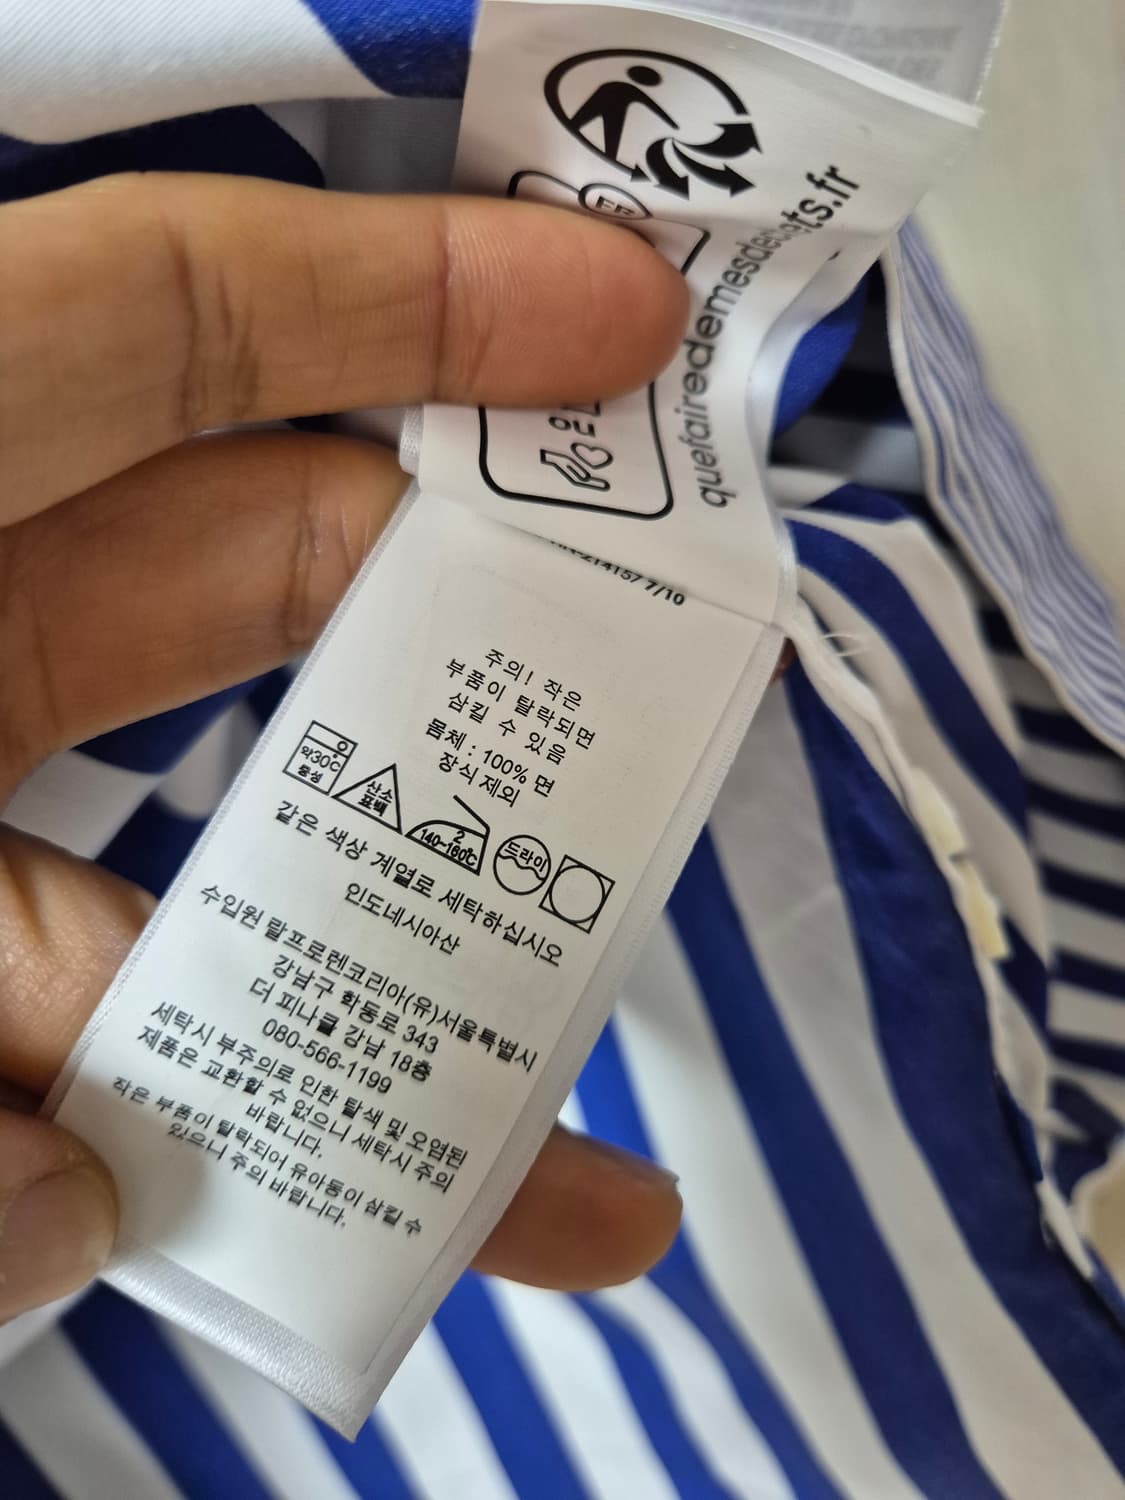 FR
quefairedemesdechets.fr
214157 7/10
주의! 작은
부품이 탈락되면
삼킬 수 있음
몸체 : 100% 면
장식 제외
약30℃
중성
산소
표백
2
140~160℃
드라이
같은 색상 계열로 세탁하십시오
인도네시아산
수입원 랄프로렌코리아(유)서울특별시
강남구 학동로 343
더 피나클 강남 18층
080-566-1199
세탁시 부주의로 인한 탈색 및 오염된
제품은 교환할 수 없으니 세탁시 주의
바랍니다.
작은 부품이 탈락되어 유아동이 삼킬 수
있으니 주의 바랍니다.